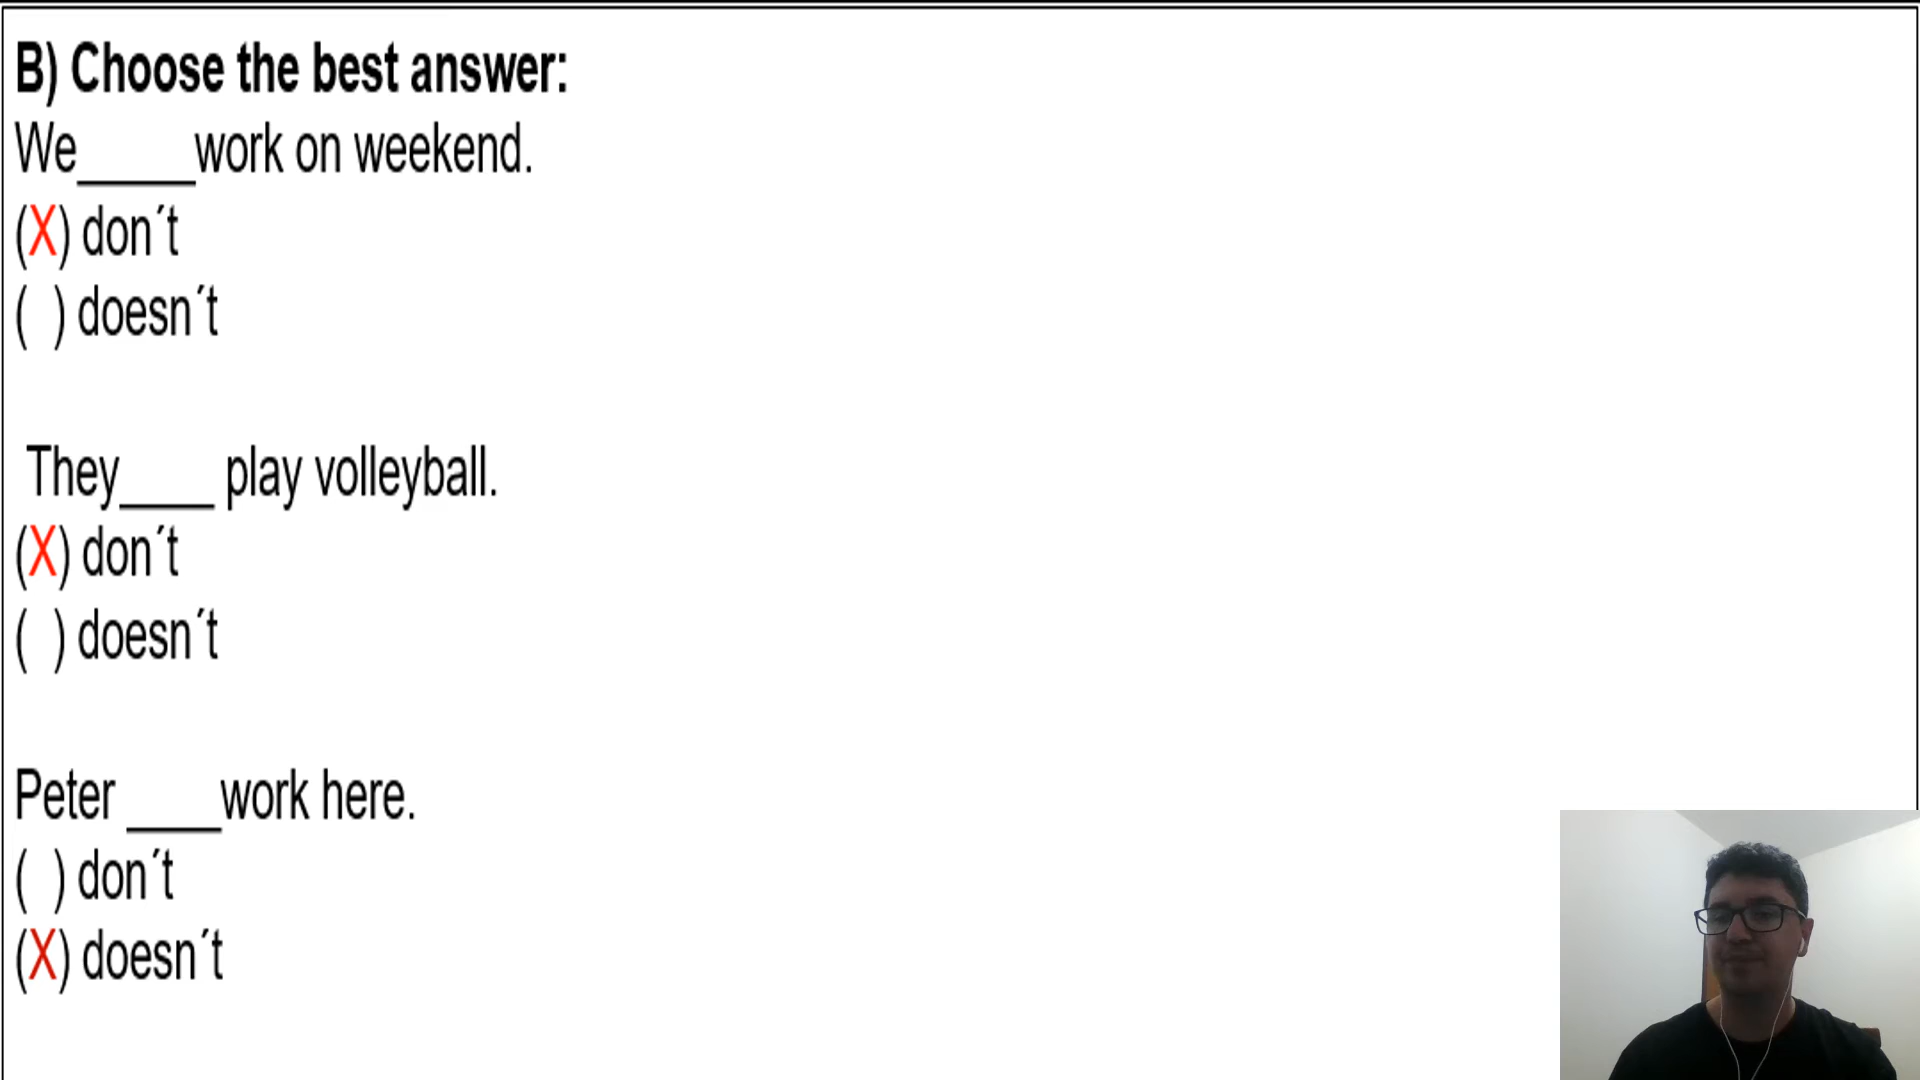 B) Choose the best answer:
We_____work on weekend.
(X) don´t
( ) doesn´t
They____ play volleyball.
(X) don´t
( ) doesn´t
Peter ____work here.
( ) don´t
(X) doesn´t